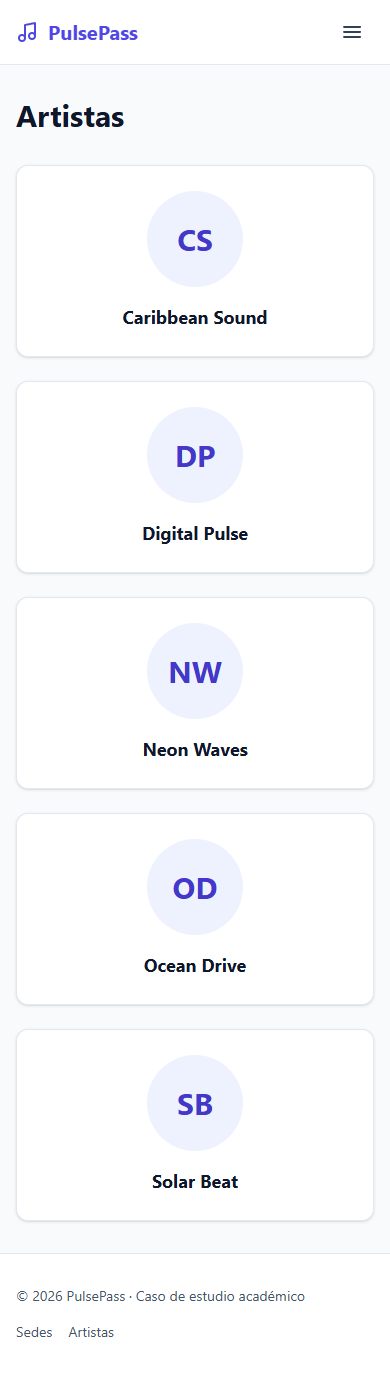 PulsePass
Artistas
CS
Caribbean Sound
DP
Digital Pulse
NW
Neon Waves
OD
Ocean Drive
SB
Solar Beat
© 2026 PulsePass · Caso de estudio académico
Sedes Artistas